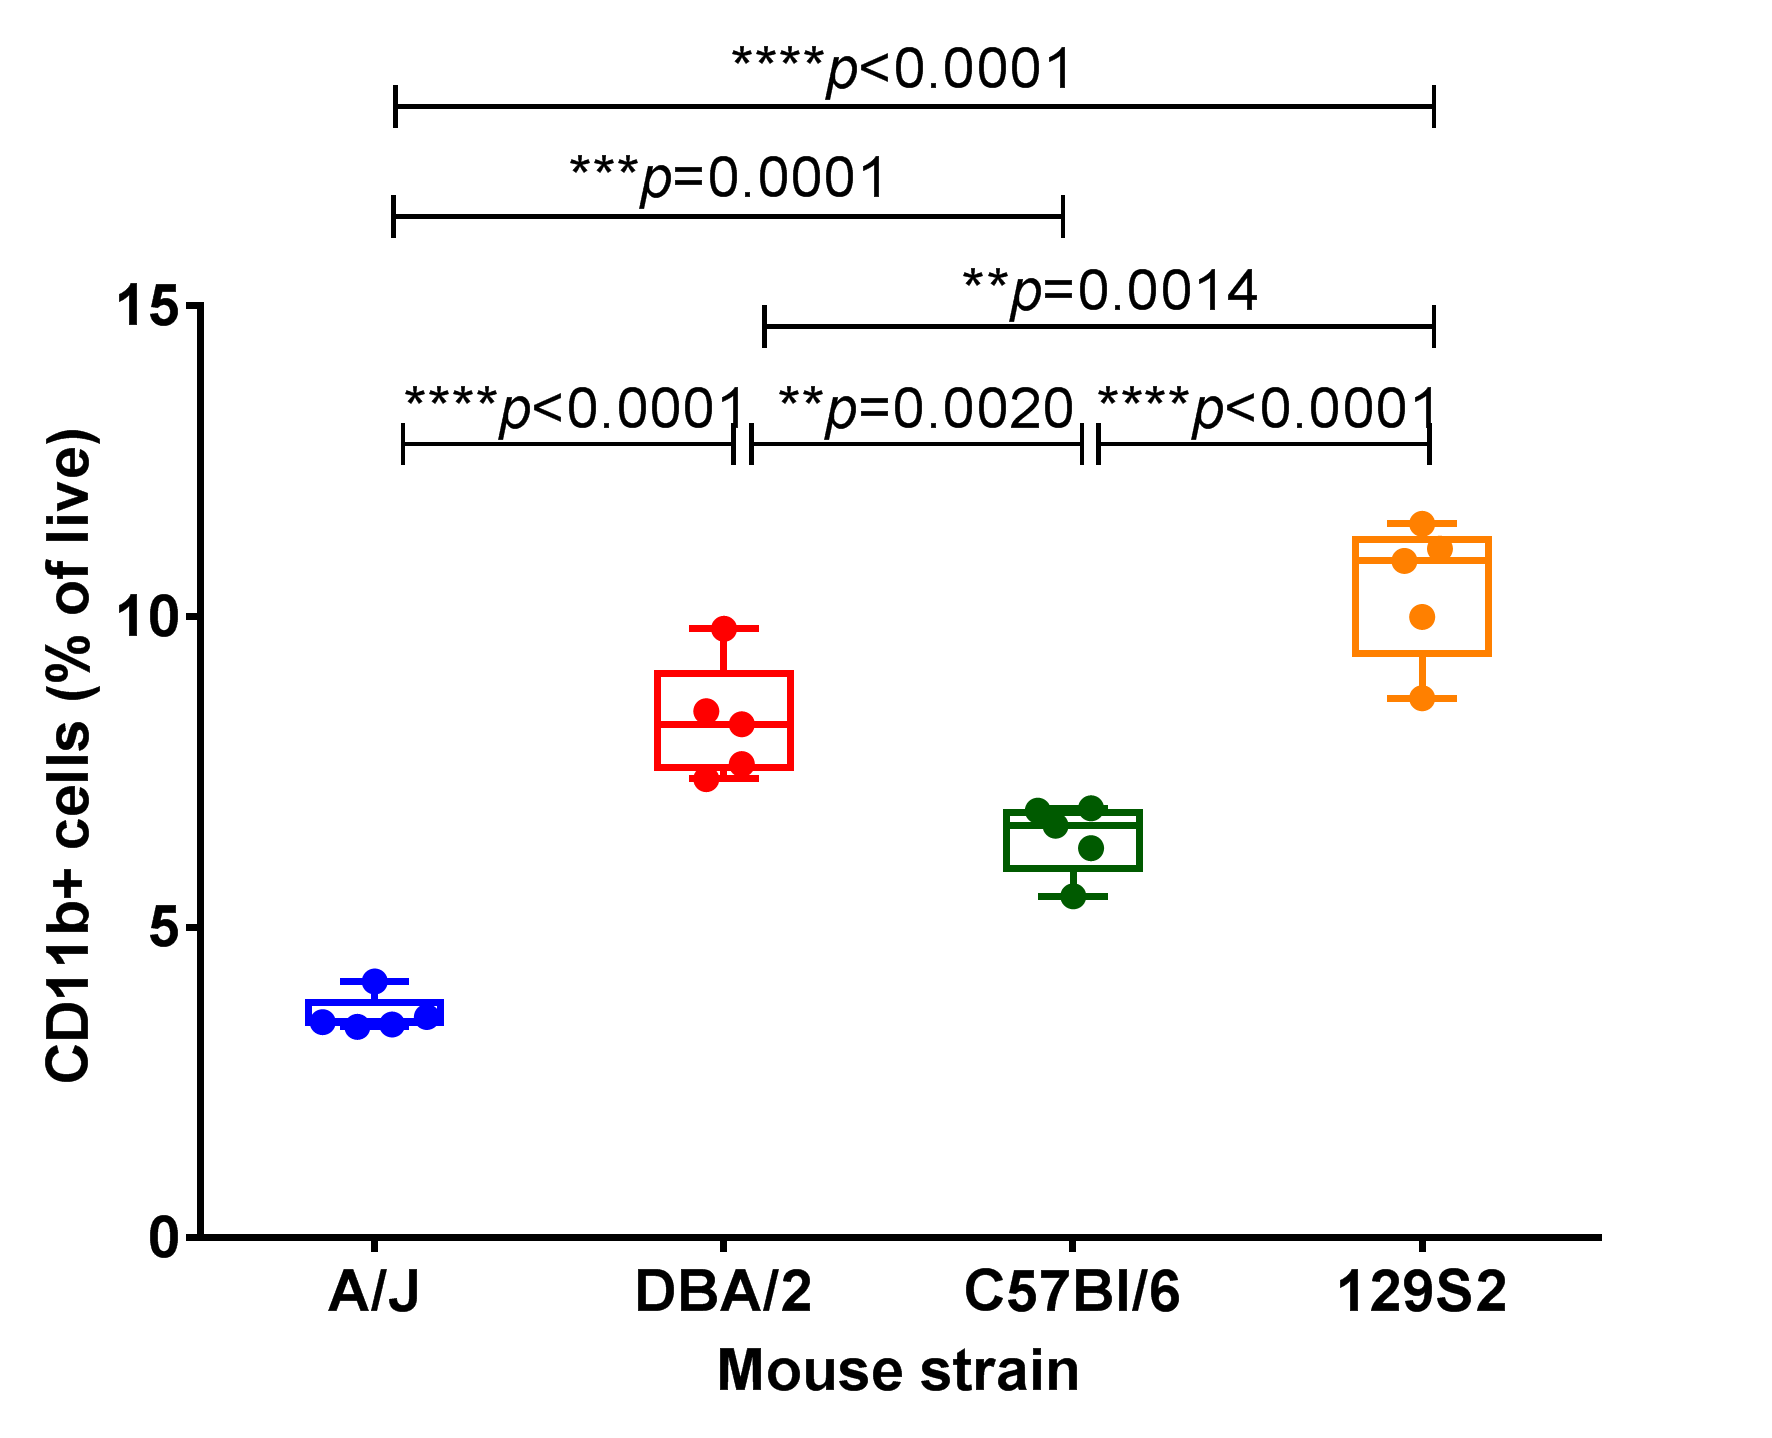 ****p<0.0001
***p=0.0001
**p=0.0014
****p<0.0001 **p=0.0020 ****p<0.0001
15
10
5
0
CD11b+ cells (% of live)
A/J DBA/2 C57Bl/6 129S2
Mouse strain